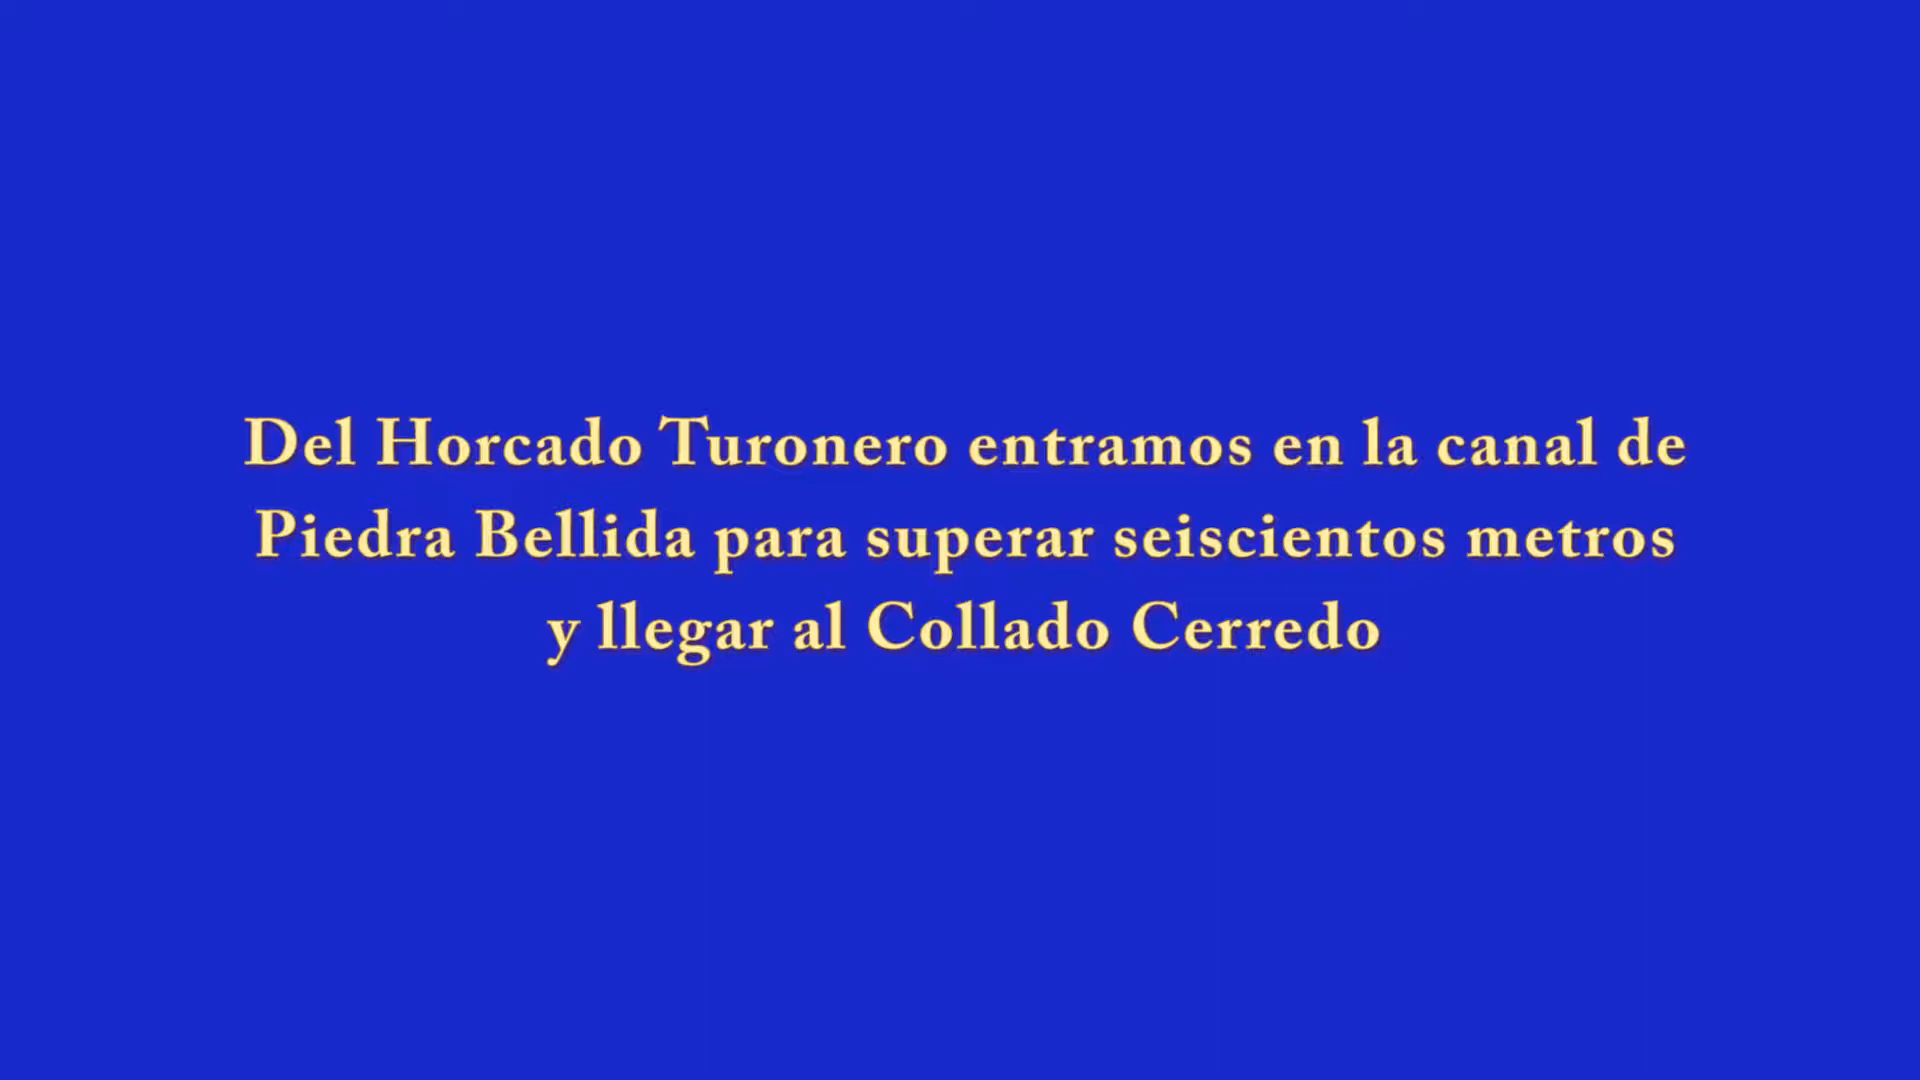 Del Horcado Turonero entramos en la canal de
Piedra Bellida para superar seiscientos metros
y llegar al Collado Cerredo